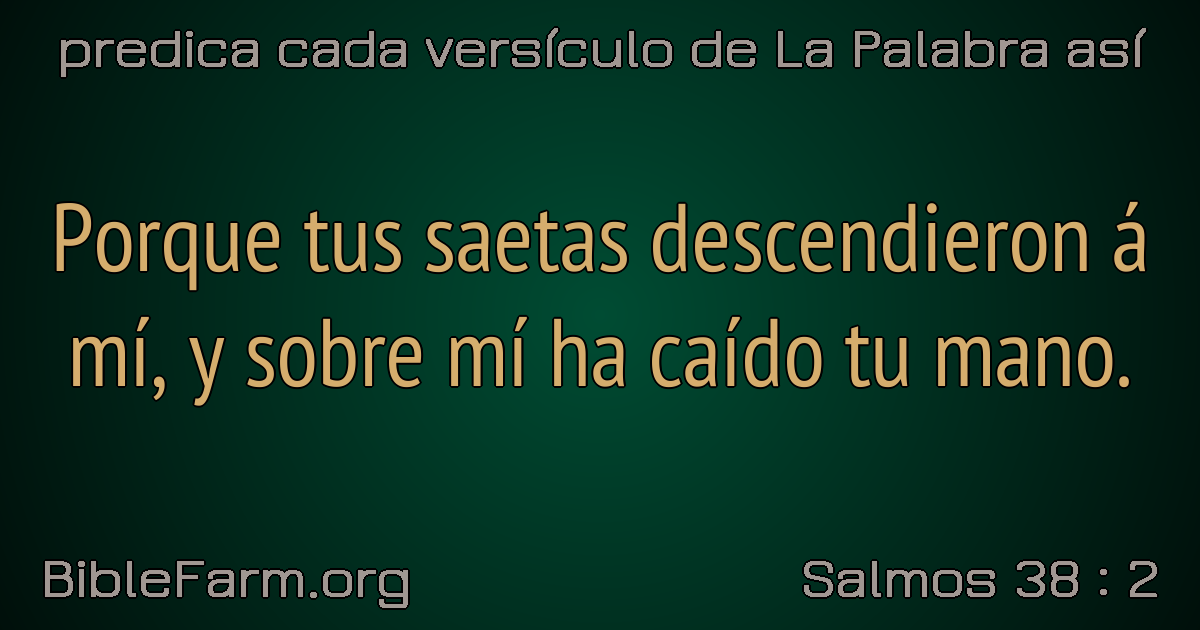 predica cada versículo de La Palabra así
Porque tus saetas descendieron á
mí, y sobre mí ha caído tu mano.
BibleFarm.org
Salmos 38 : 2